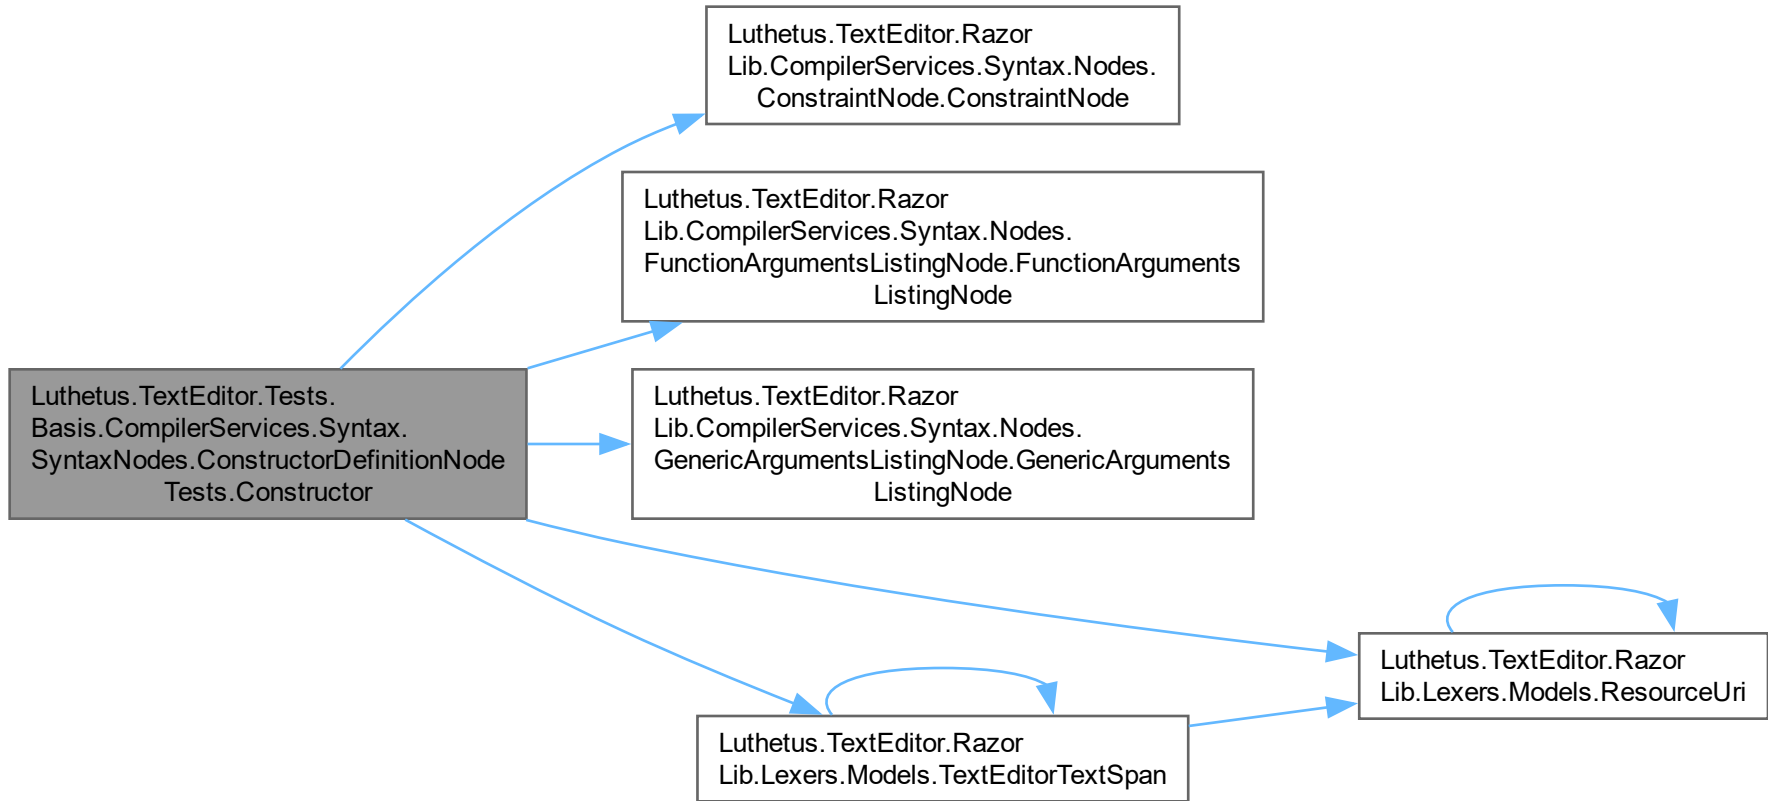 Luthetus.TextEditor.Razor
Lib.CompilerServices.Syntax.Nodes.
ConstraintNode.ConstraintNode
Luthetus.TextEditor.Razor
Lib.CompilerServices.Syntax.Nodes.
FunctionArgumentsListingNode.FunctionArguments
ListingNode
Luthetus.TextEditor.Tests.
Basis.CompilerServices.Syntax.
SyntaxNodes.ConstructorDefinitionNode
Tests.Constructor
Luthetus.TextEditor.Razor
Lib.CompilerServices.Syntax.Nodes.
GenericArgumentsListingNode.GenericArguments
ListingNode
Luthetus.TextEditor.Razor
Lib.Lexers.Models.ResourceUri
Luthetus.TextEditor.Razor
Lib.Lexers.Models.TextEditorTextSpan